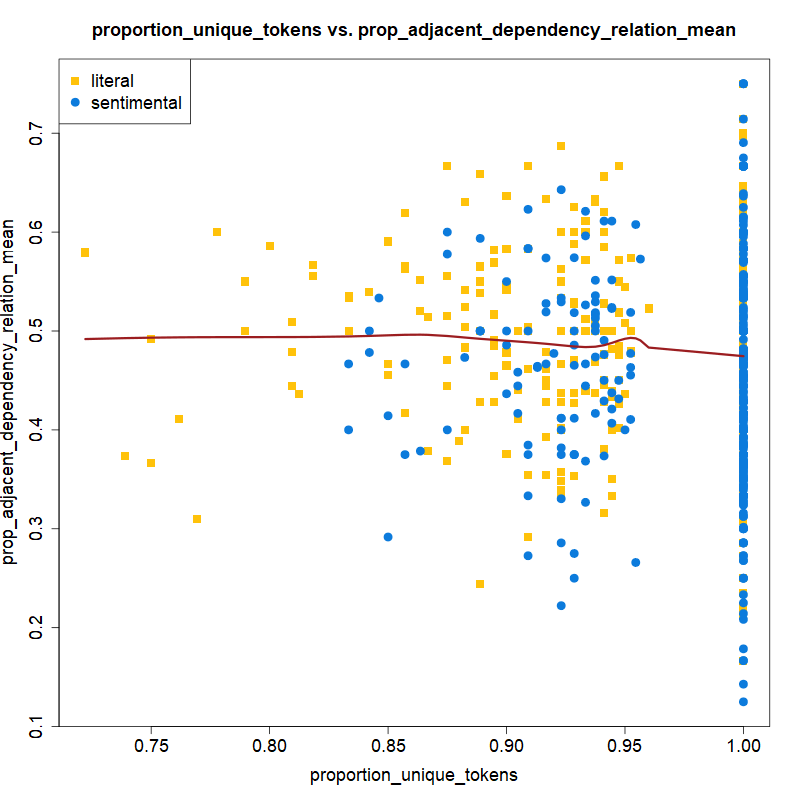 proportion_unique_tokens vs. prop_adjacent_dependency_relation_mean
literal
sentimental
prop_adjacent_dependency_relation_mean
0.7
0.6
0.5
0.4
0.3
0.2
0.1
0.75 0.80 0.85 0.90 0.95 1.00
proportion_unique_tokens